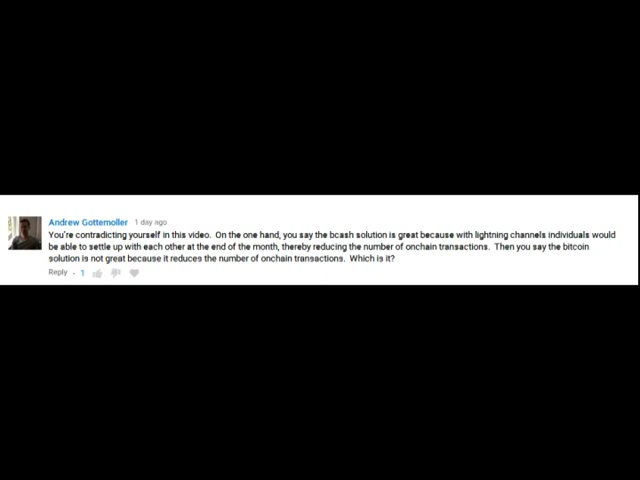 Andrew Gottemoller 1 day ago
You're contradicting yourself in this video. On the one hand, you say the bcash solution is great because with lightning channels individuals would
be able to settle up with each other at the end of the month, thereby reducing the number of onchain transactions. Then you say the bitcoin
solution is not great because it reduces the number of onchain transactions. Which is it?
Reply · 1